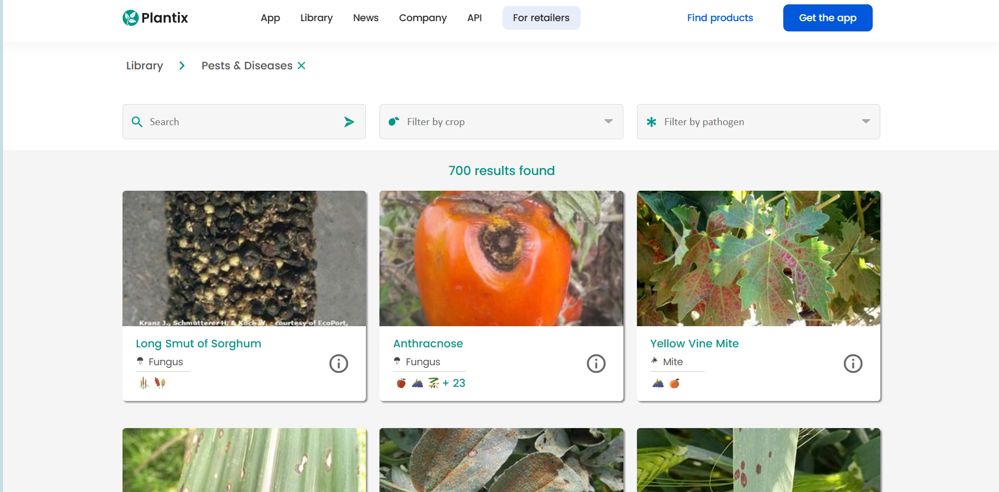 Plantix
App
Library
News
Company
API
For retailers
Find products
Get the app
Library
Pests & Diseases
Search
Filter by crop
Filter by pathogen
700 results found
Kranz J., Schmutterer H. & Koch W. - courtesy of EcoPort,
Long Smut of Sorghum
Fungus
Anthracnose
Fungus
+ 23
Yellow Vine Mite
Mite